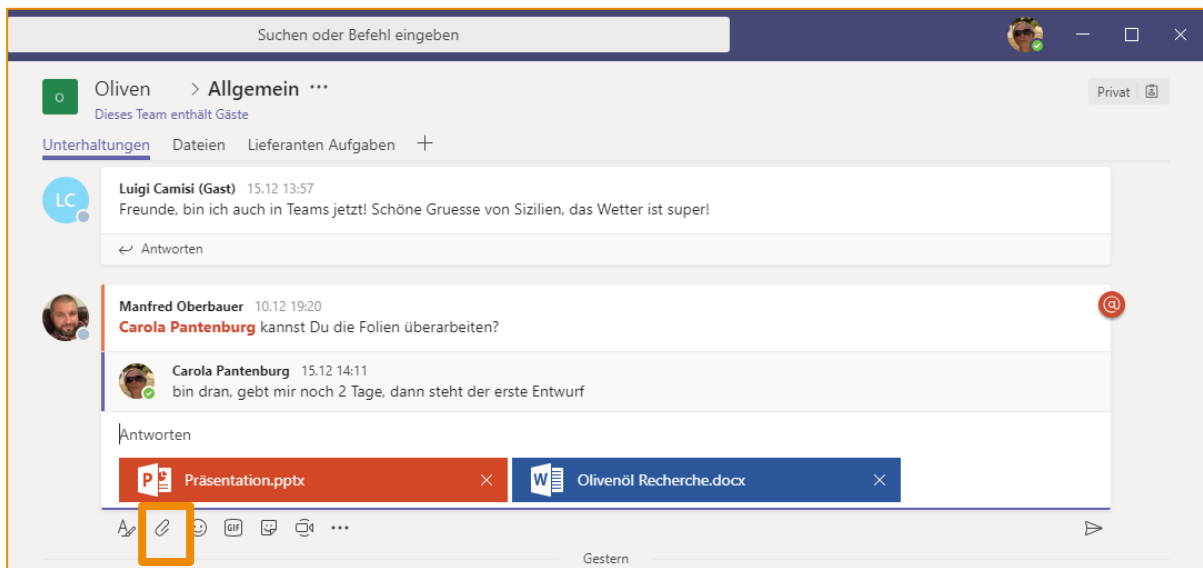 Suchen oder Befehl eingeben
O
Oliven > Allgemein ···
Privat
Dieses Team enthält Gäste
Unterhaltungen Dateien Lieferanten Aufgaben +
LC
Luigi Camisi (Gast) 15.12 13:57
Freunde, bin ich auch in Teams jetzt! Schöne Gruesse von Sizilien, das Wetter ist super!
Antworten
Manfred Oberbauer 10.12 19:20
@
Carola Pantenburg kannst Du die Folien überarbeiten?
Carola Pantenburg 15.12 14:11
bin dran, gebt mir noch 2 Tage, dann steht der erste Entwurf
Antworten
P Präsentation.pptx
W Olivenöl Recherche.docx
GIF
Gestern